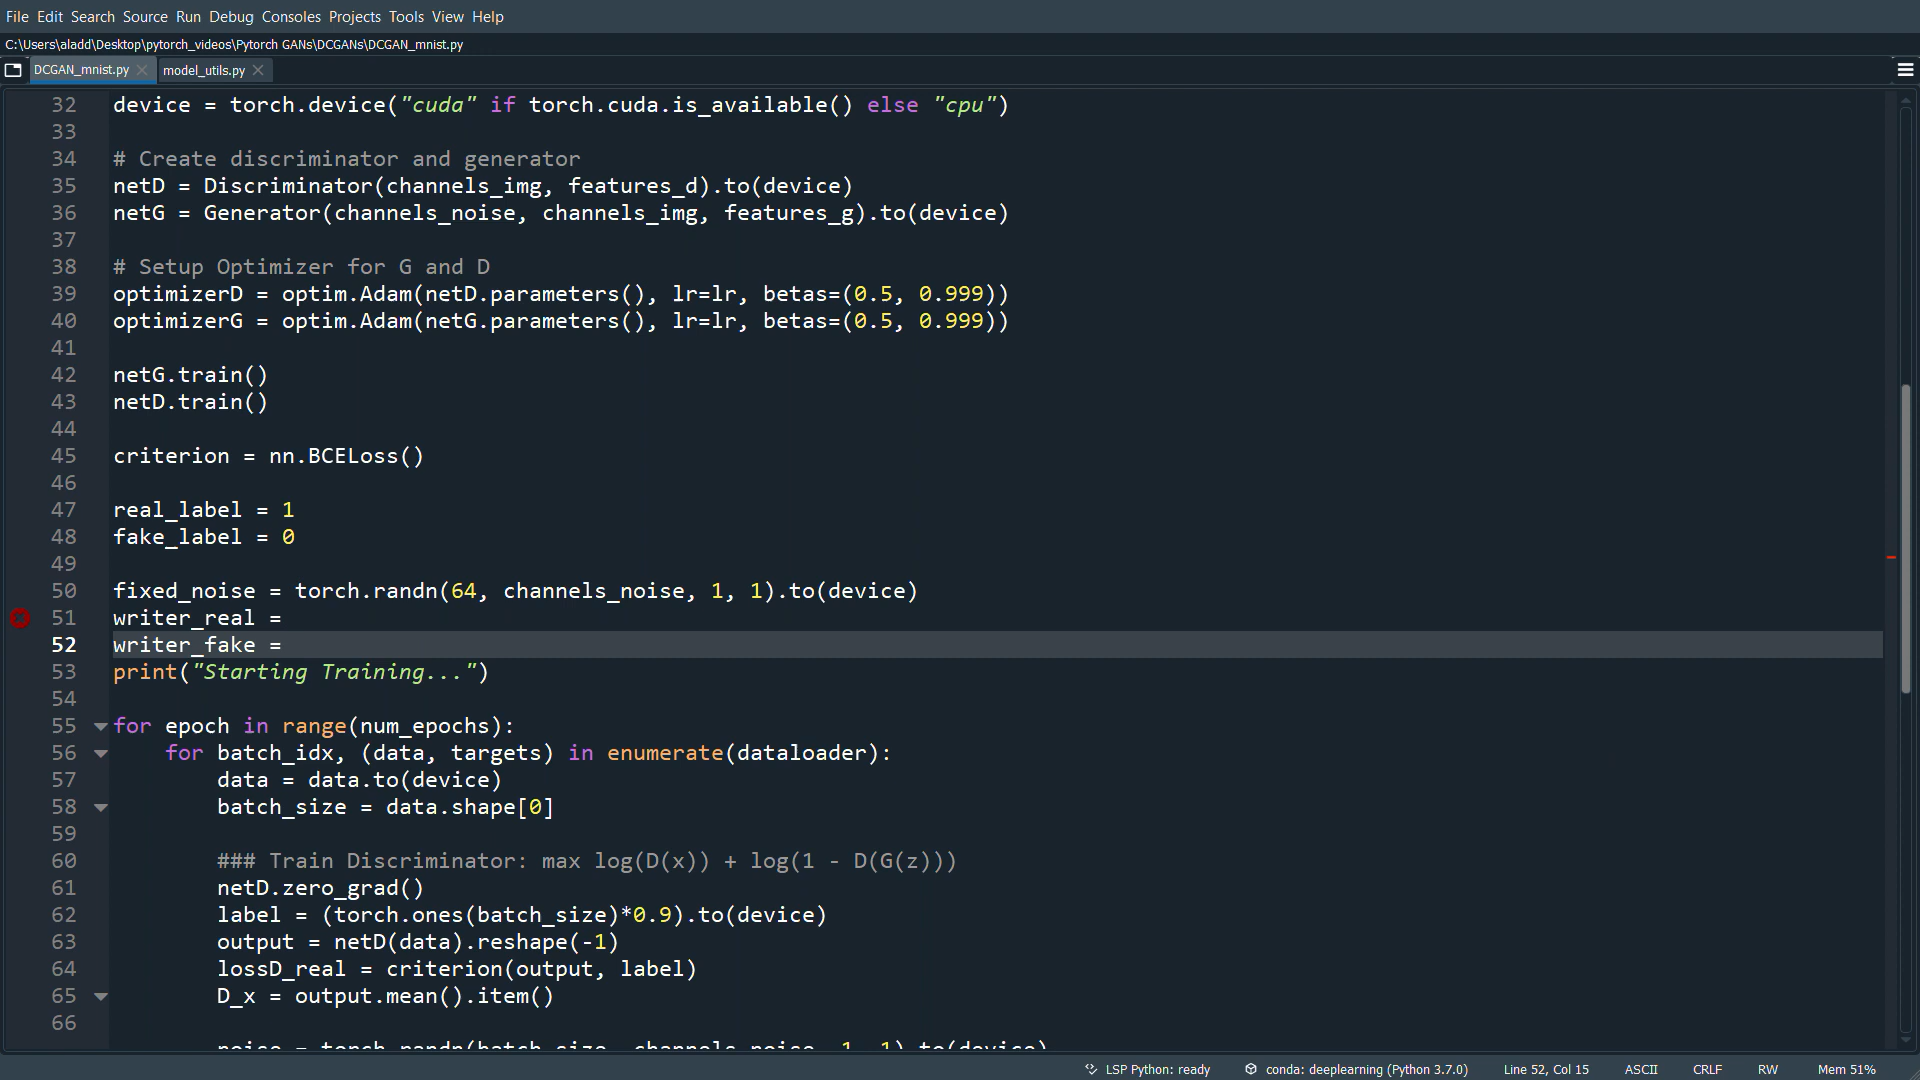 File Edit Search Source Run Debug Consoles Projects Tools View Help
C:\Users\aladd\Desktop\pytorch_videos\Pytorch GANs\DCGANs\DCGAN_mnist.py
DCGAN_mnist.py model_utils.py
32 device = torch.device("cuda" if torch.cuda.is_available() else "cpu")
33
34 # Create discriminator and generator
35 netD = Discriminator(channels_img, features_d).to(device)
36 netG = Generator(channels_noise, channels_img, features_g).to(device)
37
38 # Setup Optimizer for G and D
39 optimizerD = optim.Adam(netD.parameters(), lr=lr, betas=(0.5, 0.999))
40 optimizerG = optim.Adam(netG.parameters(), lr=lr, betas=(0.5, 0.999))
41
42 netG.train()
43 netD.train()
44
45 criterion = nn.BCELoss()
46
47 real_label = 1
48 fake_label = 0
49
50 fixed_noise = torch.randn(64, channels_noise, 1, 1).to(device)
51 writer_real =
52 writer_fake =
53 print("Starting Training...")
54
55 for epoch in range(num_epochs):
56     for batch_idx, (data, targets) in enumerate(dataloader):
57         data = data.to(device)
58         batch_size = data.shape[0]
59
60         ### Train Discriminator: max log(D(x)) + log(1 - D(G(z)))
61         netD.zero_grad()
62         label = (torch.ones(batch_size)*0.9).to(device)
63         output = netD(data).reshape(-1)
64         lossD_real = criterion(output, label)
65         D_x = output.mean().item()
66
noise = torch.randn(batch_size, channels_noise, 1, 1).to(device)
LSP Python: ready conda: deeplearning (Python 3.7.0) Line 52, Col 15 ASCII CRLF RW Mem 51%